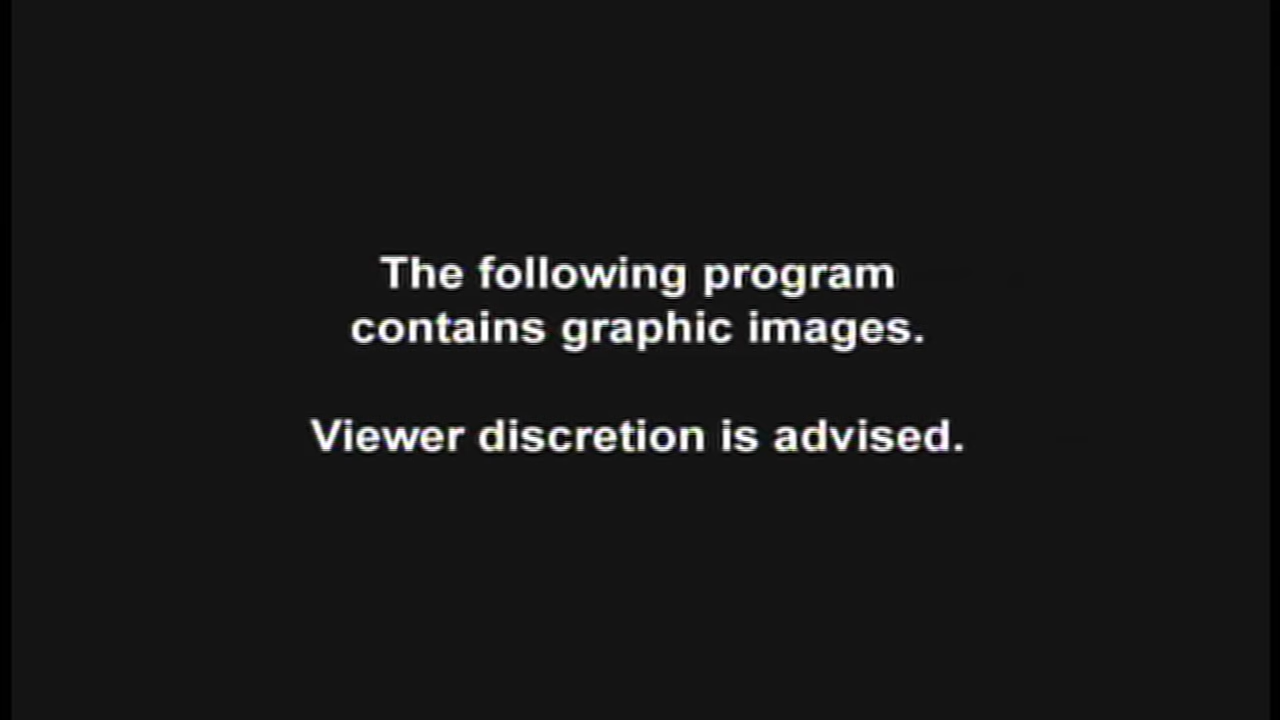 The following program
contains graphic images.
Viewer discretion is advised.